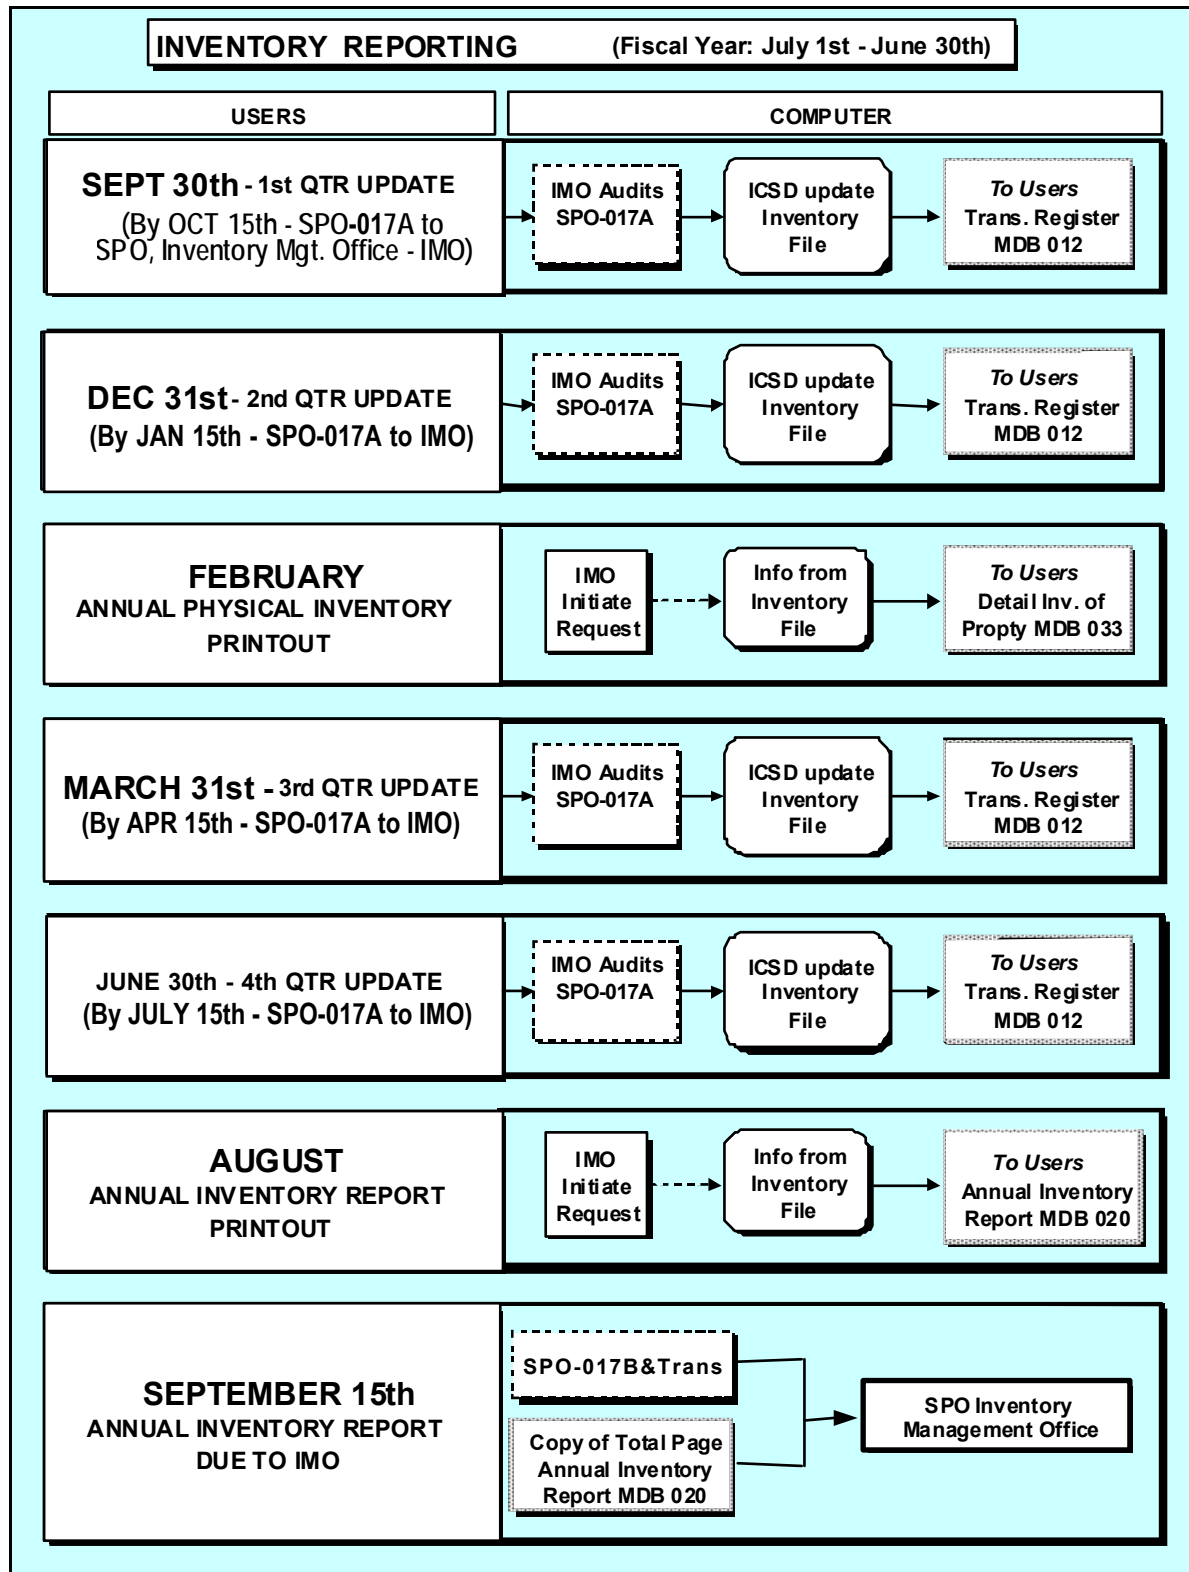 INVENTORY REPORTING (Fiscal Year: July 1st - June 30th)
USERS
COMPUTER
SEPT 30th - 1st QTR UPDATE
(By OCT 15th - SPO-017A to
SPO, Inventory Mgt. Office - IMO)
IMO Audits
SPO-017A
ICSD update
Inventory
File
To Users
Trans. Register
MDB 012
DEC 31st - 2nd QTR UPDATE
(By JAN 15th - SPO-017A to IMO)
IMO Audits
SPO-017A
ICSD update
Inventory
File
To Users
Trans. Register
MDB 012
FEBRUARY
ANNUAL PHYSICAL INVENTORY
PRINTOUT
IMO
Initiate
Request
Info from
Inventory
File
To Users
Detail Inv. of
Propty MDB 033
MARCH 31st - 3rd QTR UPDATE
(By APR 15th - SPO-017A to IMO)
IMO Audits
SPO-017A
ICSD update
Inventory
File
To Users
Trans. Register
MDB 012
JUNE 30th - 4th QTR UPDATE
(By JULY 15th - SPO-017A to IMO)
IMO Audits
SPO-017A
ICSD update
Inventory
File
To Users
Trans. Register
MDB 012
AUGUST
ANNUAL INVENTORY REPORT
PRINTOUT
IMO
Initiate
Request
Info from
Inventory
File
To Users
Annual Inventory
Report MDB 020
SEPTEMBER 15th
ANNUAL INVENTORY REPORT
DUE TO IMO
SPO-017B&Trans
Copy of Total Page
Annual Inventory
Report MDB 020
SPO Inventory
Management Office